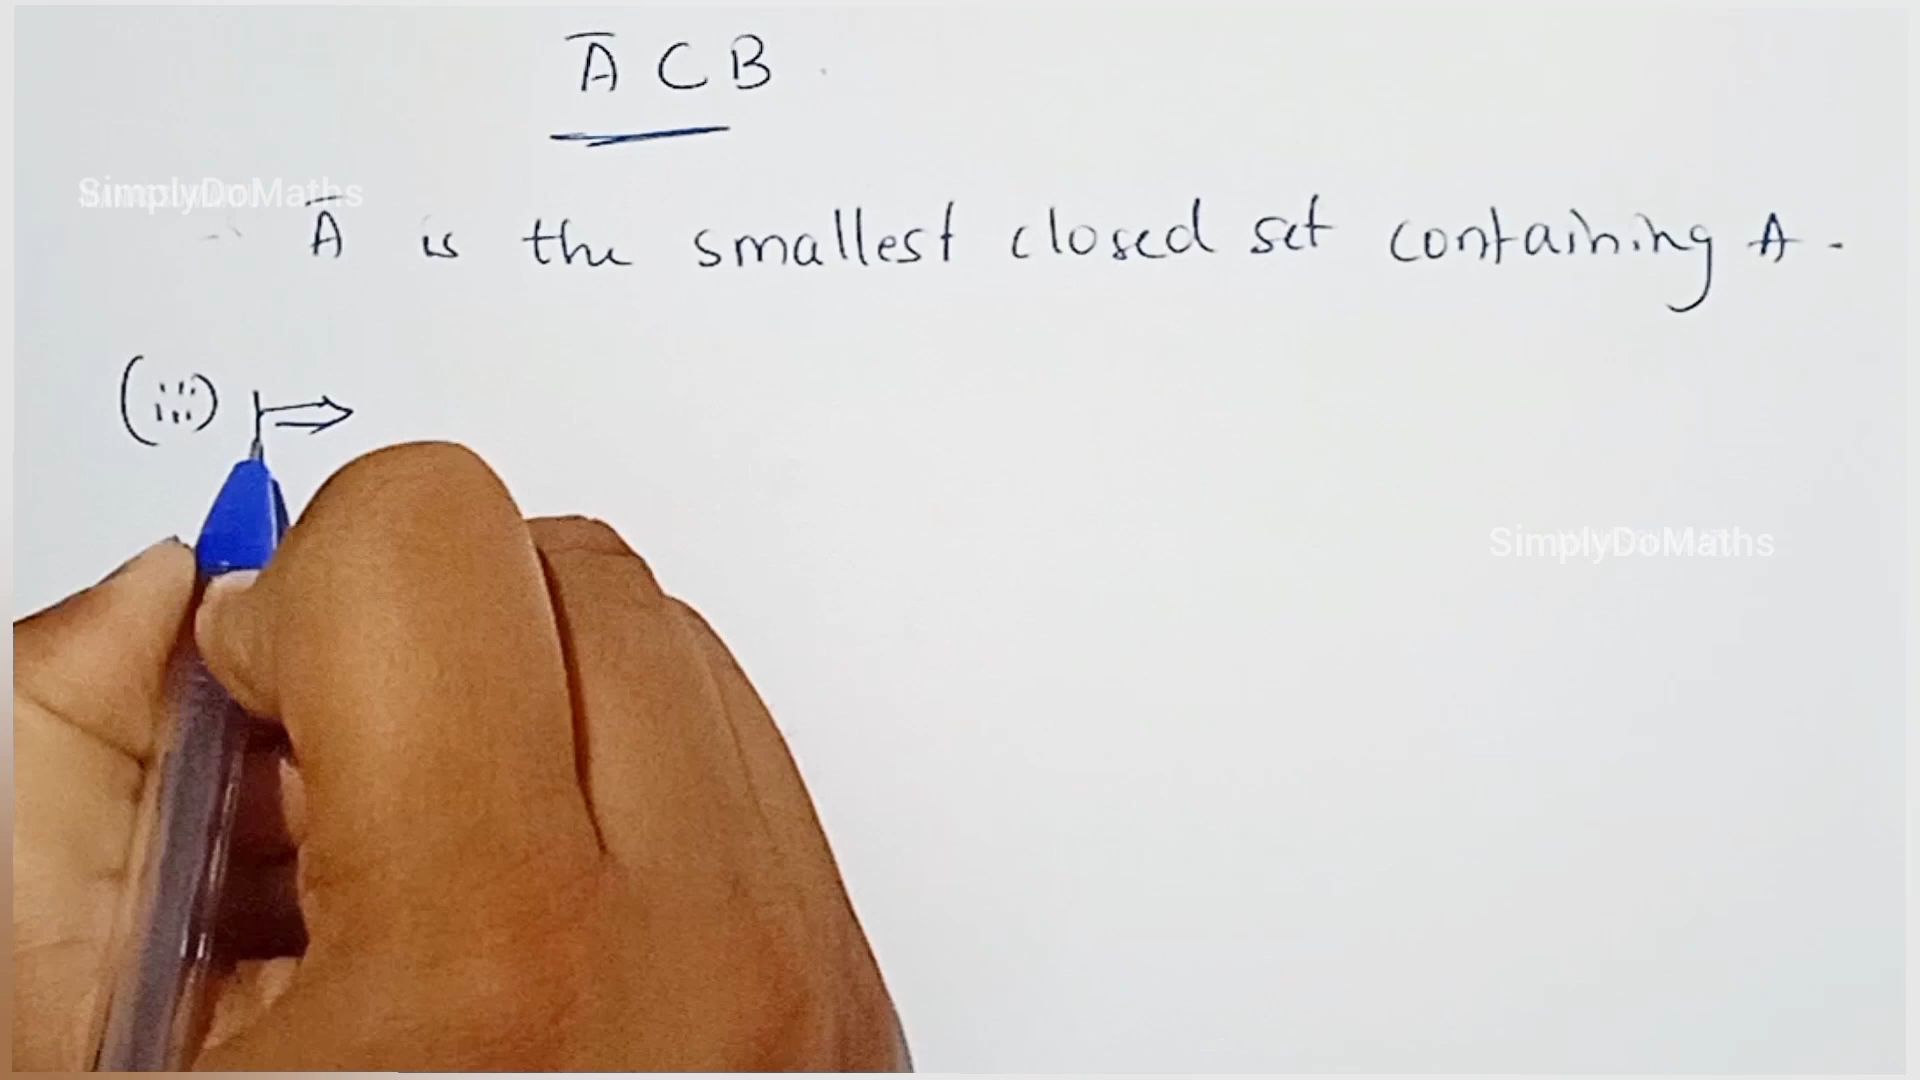 A̅ ⊂ B
SimplyDoMaths
A̅ is the smallest closed set containing A.
(iii) ⇒
SimplyDoMaths